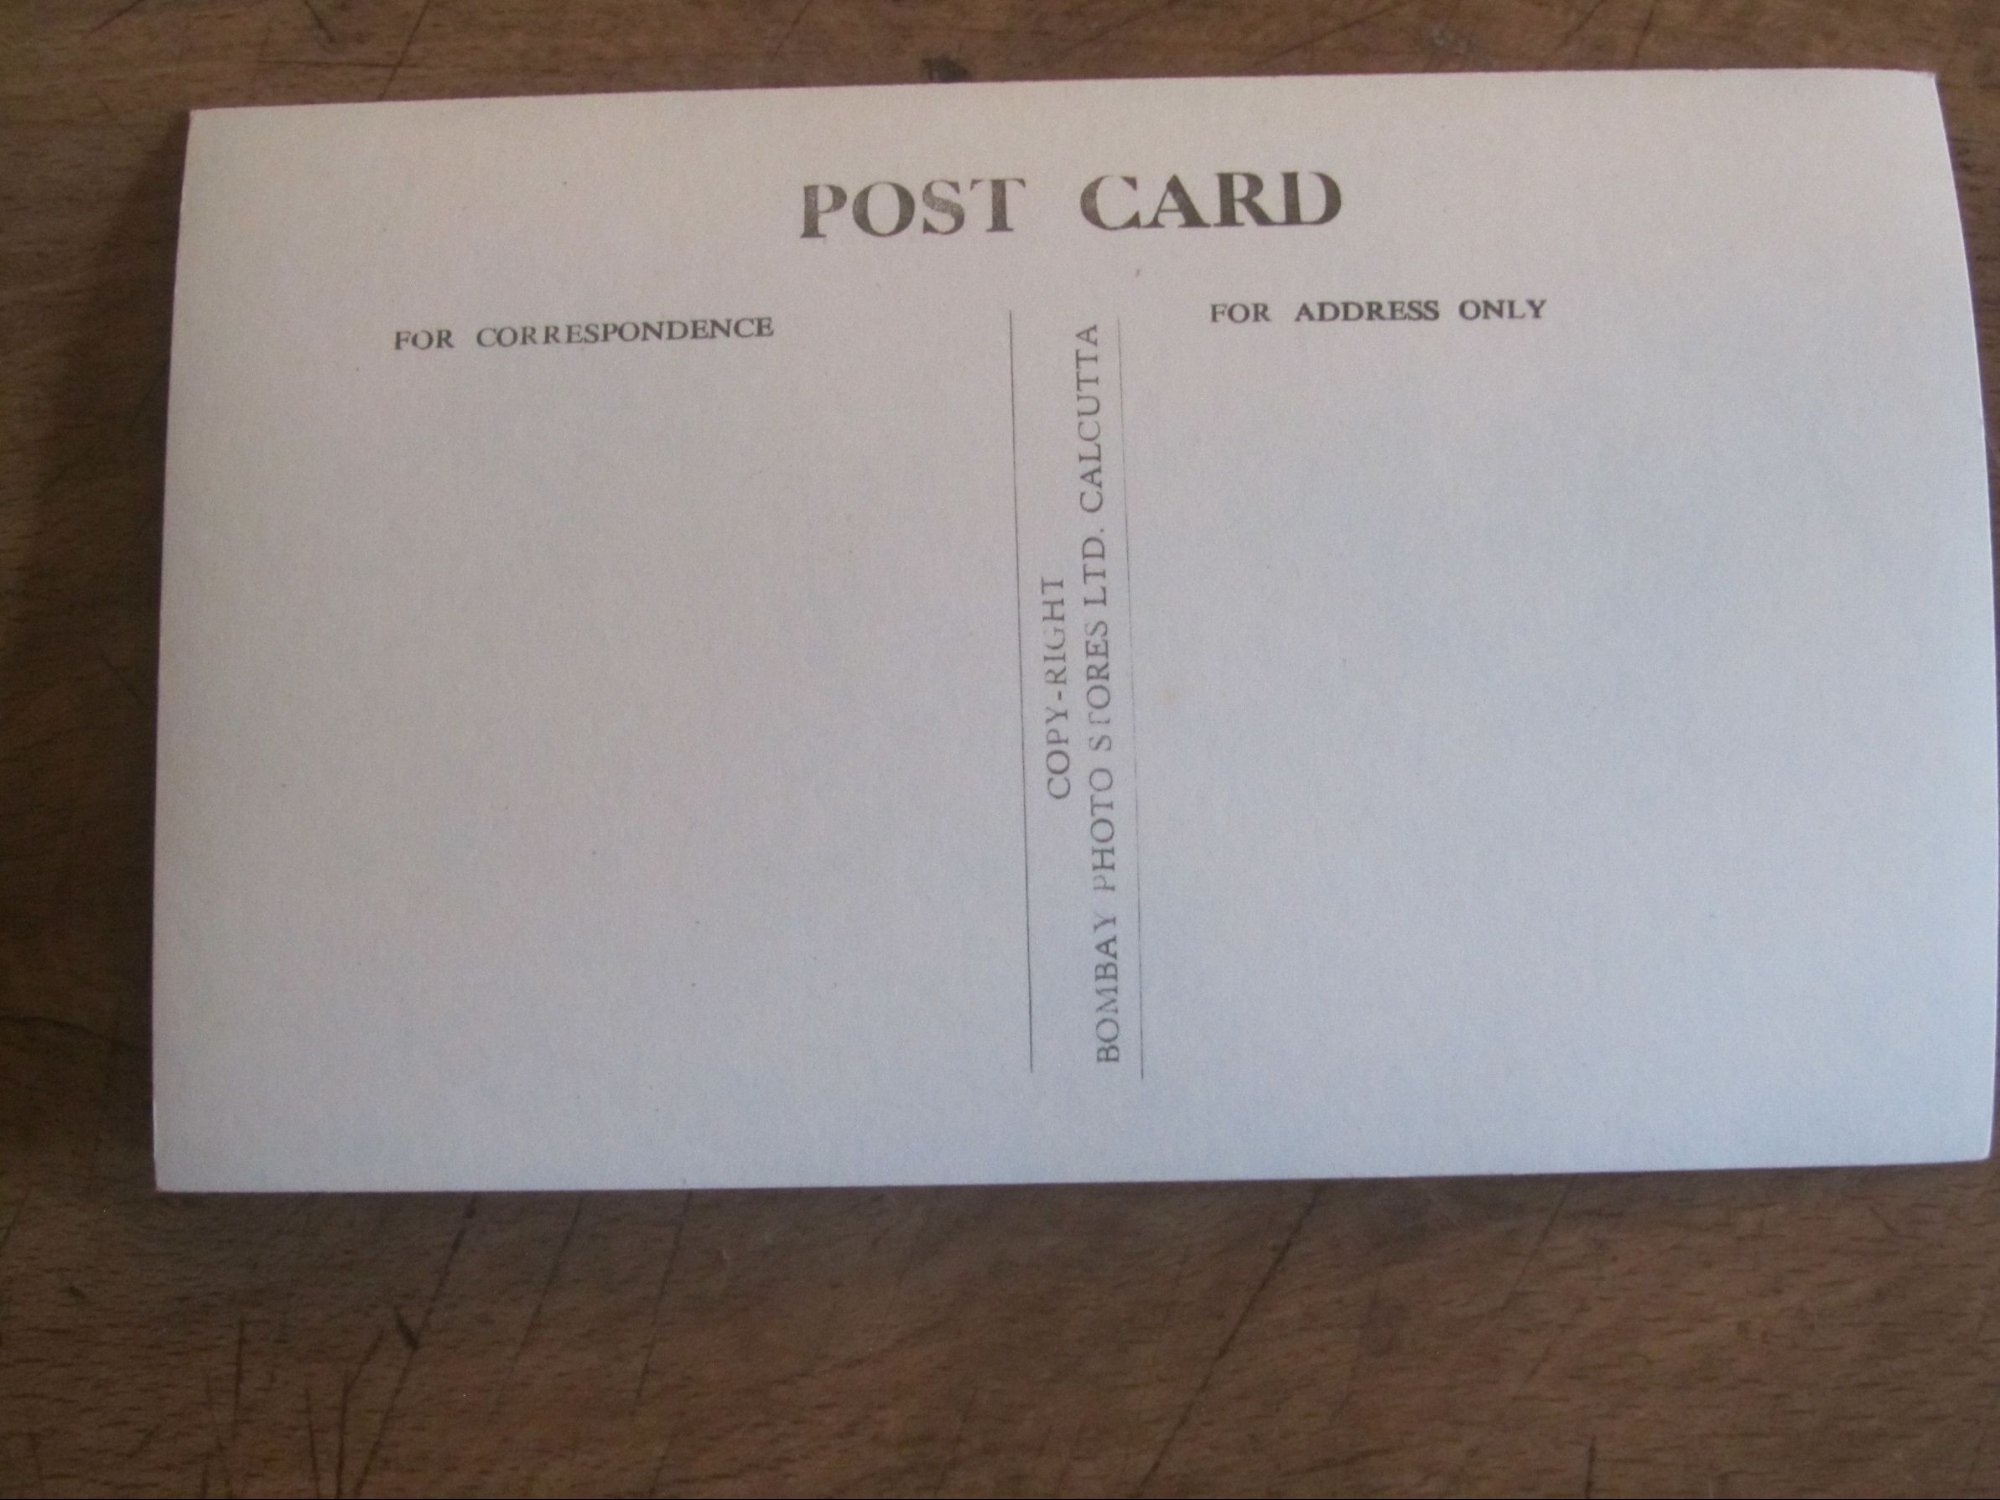 POST CARD
FOR CORRESPONDENCE
COPY-RIGHT
BOMBAY PHOTO STORES LTD. CALCUTTA
FOR ADDRESS ONLY